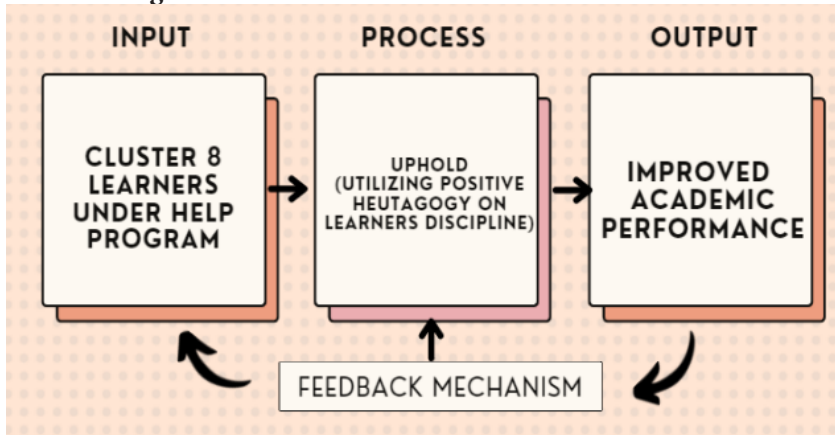 INPUT
PROCESS
OUTPUT
CLUSTER 8
LEARNERS
UNDER HELP
PROGRAM
UPHOLD
(UTILIZING POSITIVE
HEUTAGOGY ON
LEARNERS DISCIPLINE)
IMPROVED
ACADEMIC
PERFORMANCE
FEEDBACK MECHANISM